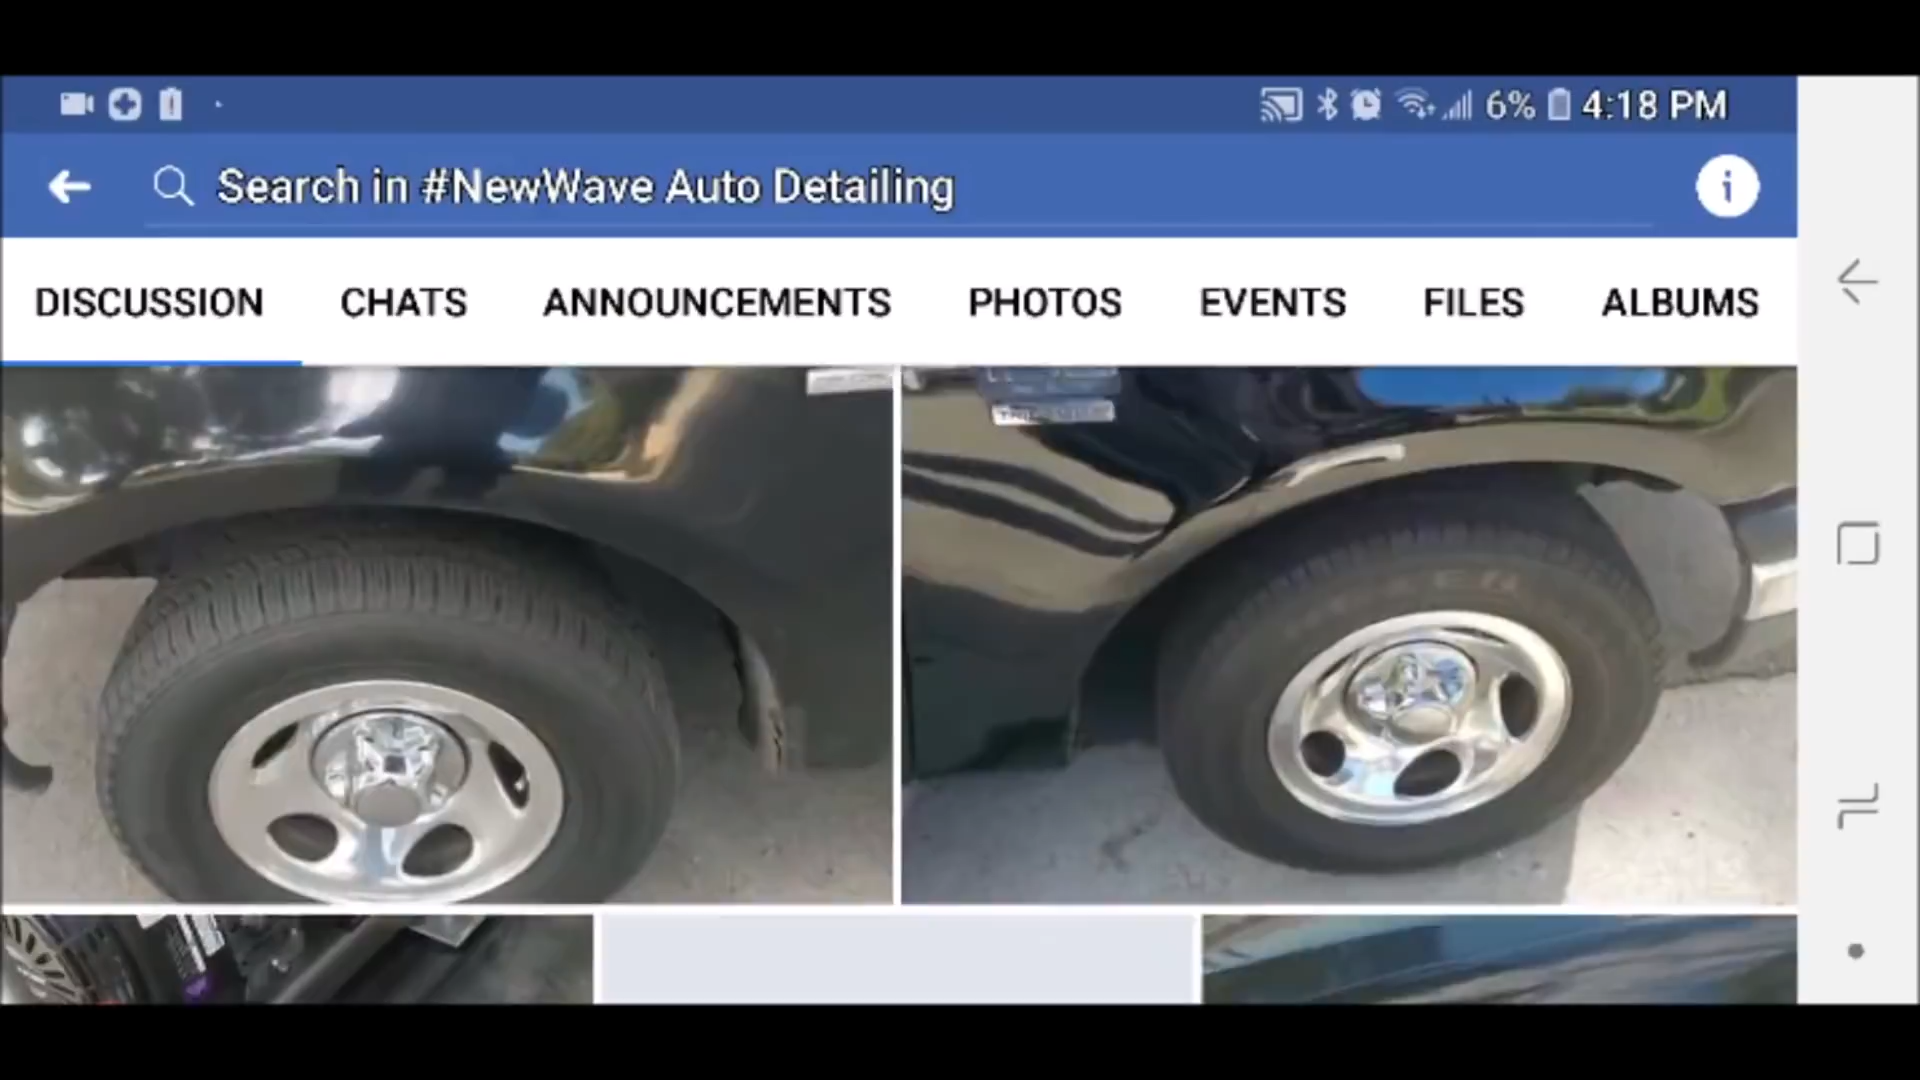 6% 4:18 PM
Search in #NewWave Auto Detailing
DISCUSSION CHATS ANNOUNCEMENTS PHOTOS EVENTS FILES ALBUMS